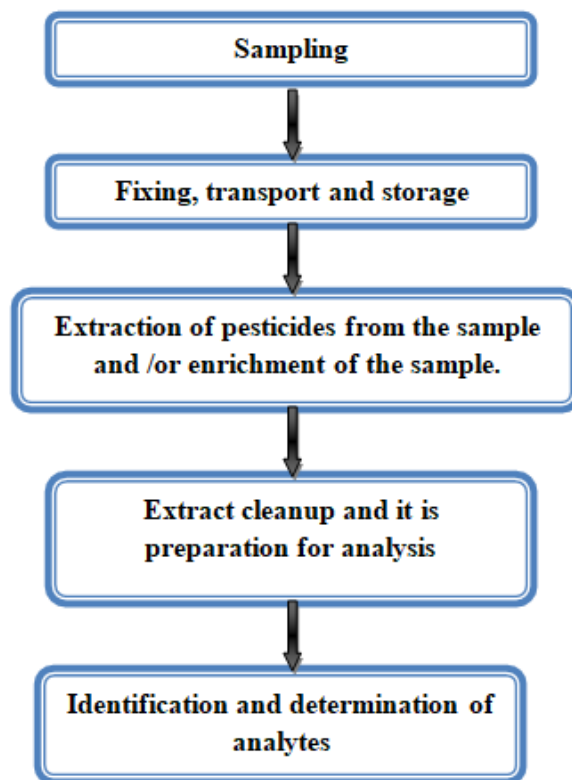 Sampling
Fixing, transport and storage
Extraction of pesticides from the sample
and /or enrichment of the sample.
Extract cleanup and it is
preparation for analysis
Identification and determination of
analytes